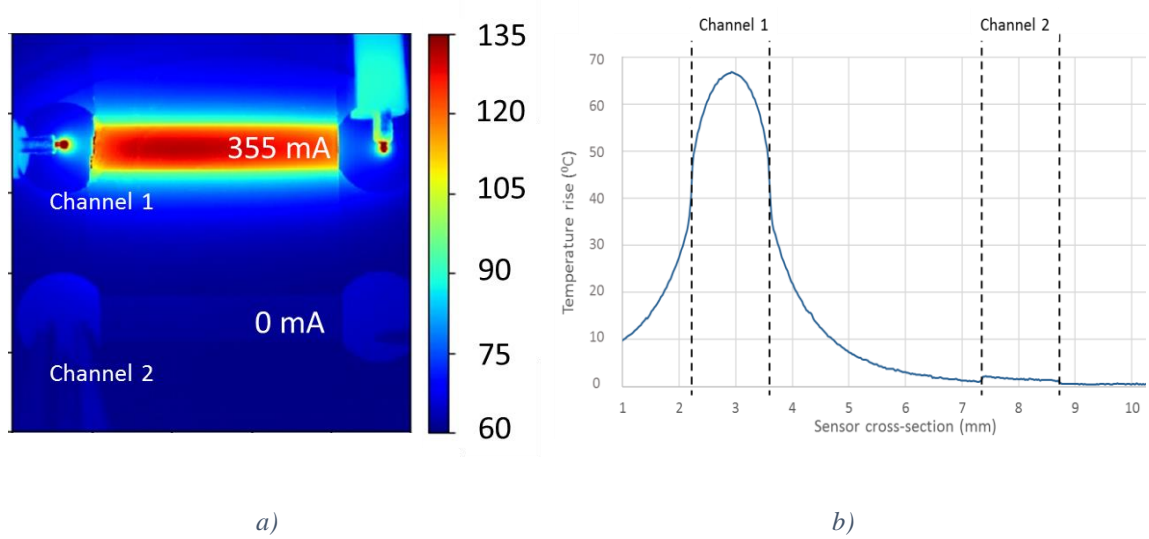 135
120
105
90
75
60
355 mA
Channel 1
0 mA
Channel 2
a)
Channel 1
Channel 2
70
60
50
40
30
20
10
0
Temperature rise (⁰C)
1 2 3 4 5 6 7 8 9 10
Sensor cross-section (mm)
b)